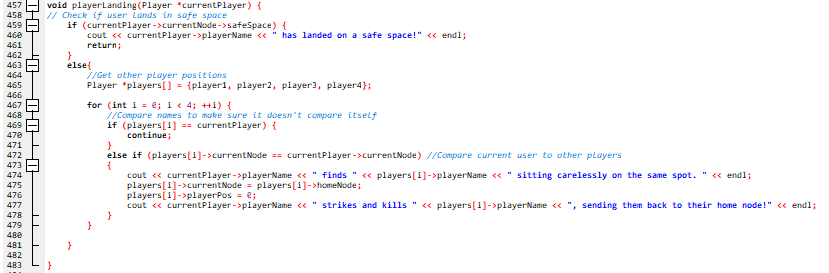 457 void playerLanding(Player *currentPlayer) {
458 // Check if user lands in safe space
459 if (currentPlayer->currentNode->safeSpace) {
460 cout << currentPlayer->playerName << " has landed on a safe space!" << endl;
461 return;
462 }
463 else{
464 //Get other player positions
465 Player *players[] = {player1, player2, player3, player4};
466
467 for (int i = 0; i < 4; ++i) {
468 //Compare names to make sure it doesn't compare itself
469 if (players[i] == currentPlayer) {
470 continue;
471 }
472 else if (players[i]->currentNode == currentPlayer->currentNode) //Compare current user to other players
473 {
474 cout << currentPlayer->playerName << " finds " << players[i]->playerName << " sitting carelessly on the same spot. " << endl;
475 players[i]->currentNode = players[i]->homeNode;
476 players[i]->playerPos = 0;
477 cout << currentPlayer->playerName << " strikes and kills " << players[i]->playerName << ", sending them back to their home node!" << endl;
478 }
479 }
480
481 }
482
483 }